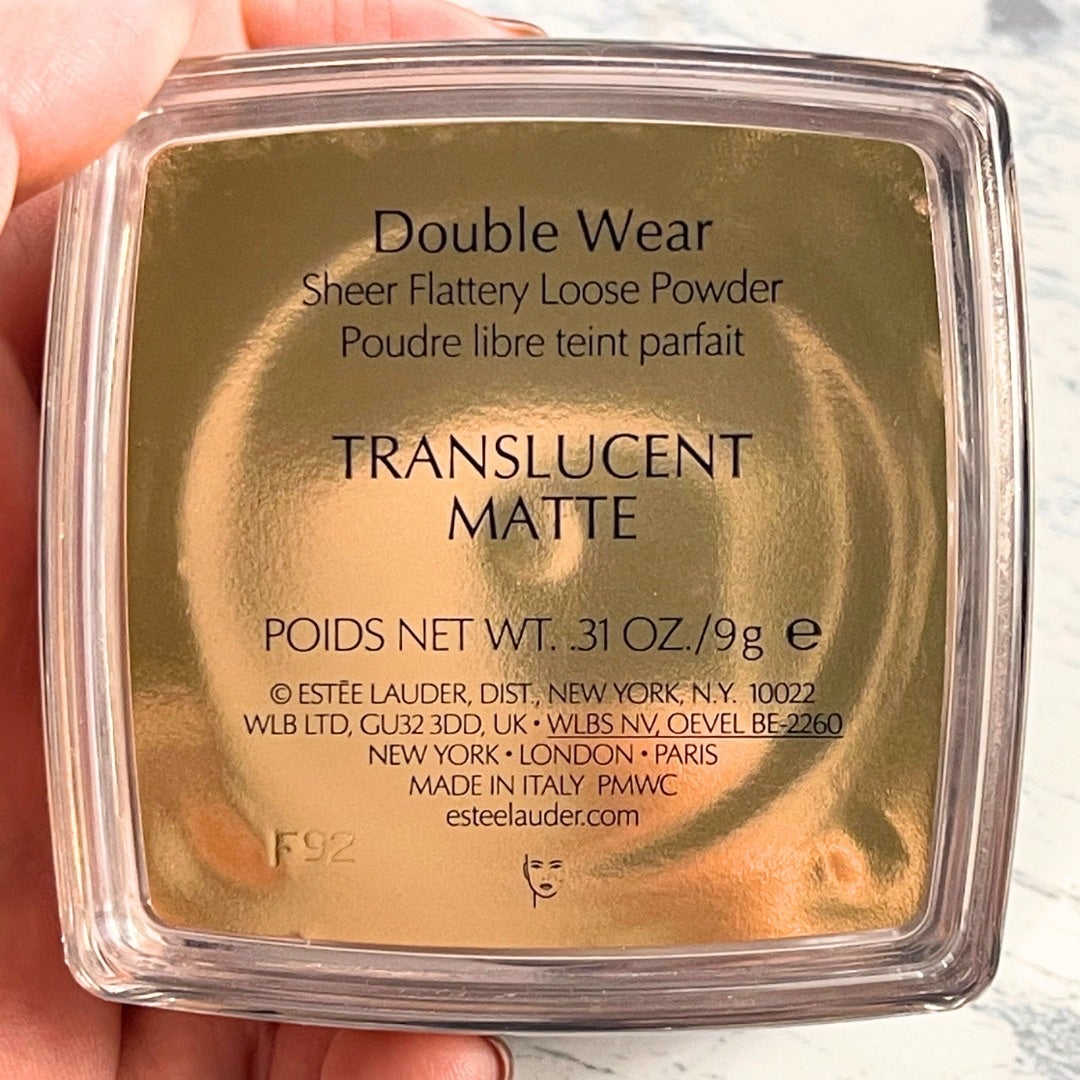 Double Wear
Sheer Flattery Loose Powder
Poudre libre teint parfait
TRANSLUCENT
MATTE
POIDS NET WT. .31 OZ./9g e
© ESTĒE LAUDER, DIST., NEW YORK, N.Y. 10022
WLB LTD, GU32 3DD, UK • WLBS NV, OEVEL BE-2260
NEW YORK • LONDON • PARIS
MADE IN ITALY PMWC
esteelauder.com
F92